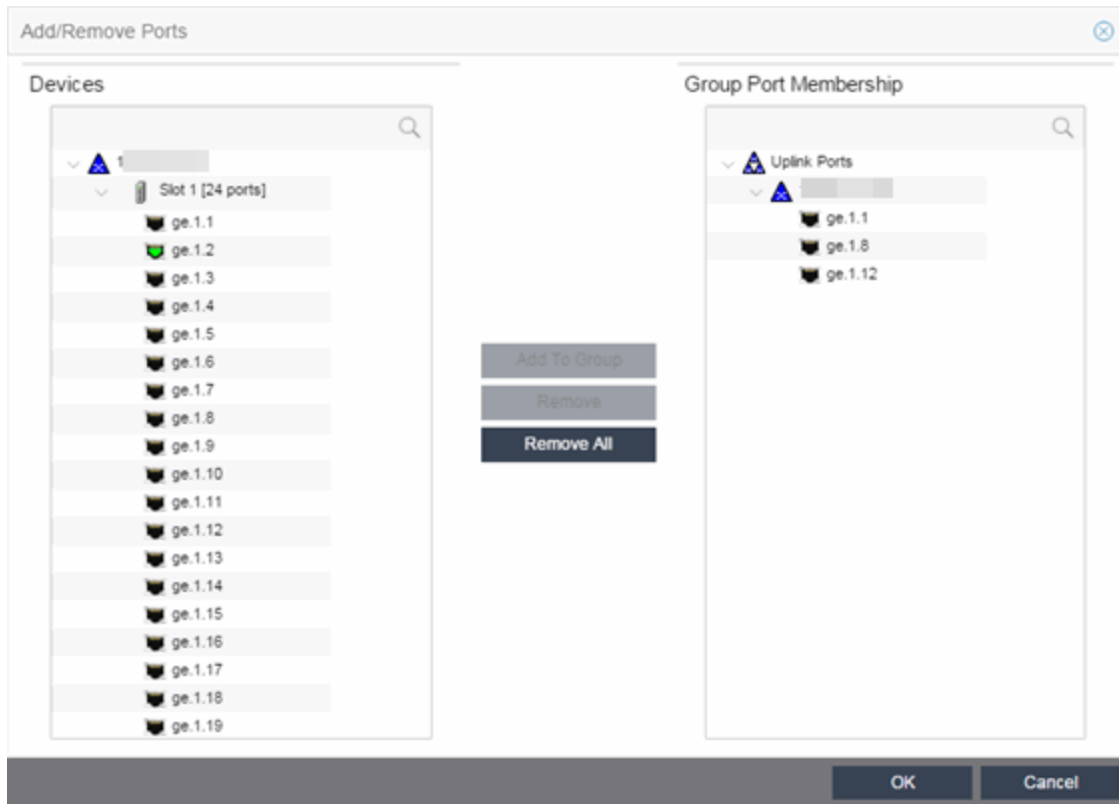 Add/Remove Ports
Devices
Slot 1 [24 ports]
ge.1.1
ge.1.2
ge.1.3
ge.1.4
ge.1.5
ge.1.6
ge.1.7
ge.1.8
ge.1.9
ge.1.10
ge.1.11
ge.1.12
ge.1.13
ge.1.14
ge.1.15
ge.1.16
ge.1.17
ge.1.18
ge.1.19
Add To Group
Remove
Remove All
Group Port Membership
Uplink Ports
ge.1.1
ge.1.8
ge.1.12
OK
Cancel